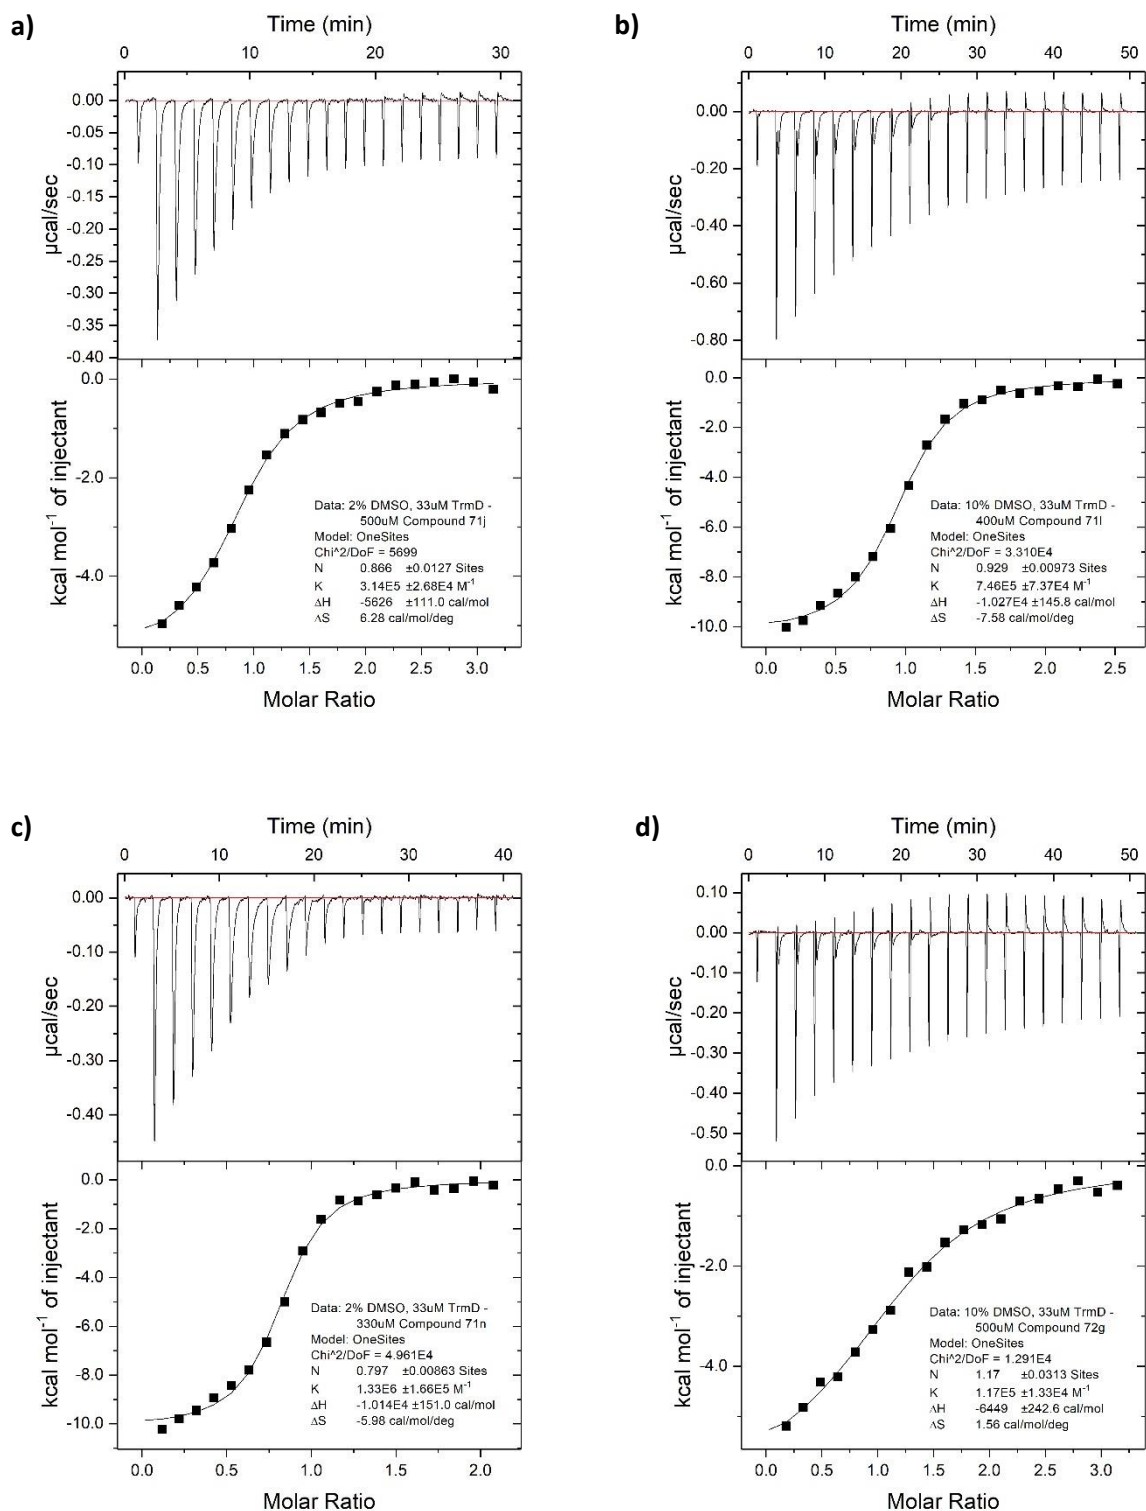 a)
Time (min)
0 10 20 30
0.00
-0.05
-0.10
-0.15
-0.20
-0.25
-0.30
-0.35
-0.40
µcal/sec
0.0
-2.0
-4.0
kcal mol⁻¹ of injectant
Data: 2% DMSO, 33uM TrmD -
500uM Compound 71j
Model: OneSites
Chi^2/DoF = 5699
N 0.866 ±0.0127 Sites
K 3.14E5 ±2.68E4 M⁻¹
ΔH -5626 ±111.0 cal/mol
ΔS 6.28 cal/mol/deg
0.0 0.5 1.0 1.5 2.0 2.5 3.0
Molar Ratio
b)
Time (min)
0 10 20 30 40 50
0.00
-0.20
-0.40
-0.60
-0.80
µcal/sec
0.0
-2.0
-4.0
-6.0
-8.0
-10.0
kcal mol⁻¹ of injectant
Data: 10% DMSO, 33uM TrmD -
400uM Compound 71l
Model: OneSites
Chi^2/DoF = 3.310E4
N 0.929 ±0.00973 Sites
K 7.46E5 ±7.37E4 M⁻¹
ΔH -1.027E4 ±145.8 cal/mol
ΔS -7.58 cal/mol/deg
0.0 0.5 1.0 1.5 2.0 2.5
Molar Ratio
c)
Time (min)
0 10 20 30 40
0.00
-0.10
-0.20
-0.30
-0.40
µcal/sec
0.0
-2.0
-4.0
-6.0
-8.0
-10.0
kcal mol⁻¹ of injectant
Data: 2% DMSO, 33uM TrmD -
330uM Compound 71n
Model: OneSites
Chi^2/DoF = 4.961E4
N 0.797 ±0.00863 Sites
K 1.33E6 ±1.66E5 M⁻¹
ΔH -1.014E4 ±151.0 cal/mol
ΔS -5.98 cal/mol/deg
0.0 0.5 1.0 1.5 2.0
Molar Ratio
d)
Time (min)
0 10 20 30 40 50
0.10
0.00
-0.10
-0.20
-0.30
-0.40
-0.50
µcal/sec
0.0
-2.0
-4.0
kcal mol⁻¹ of injectant
Data: 10% DMSO, 33uM TrmD -
500uM Compound 72g
Model: OneSites
Chi^2/DoF = 1.291E4
N 1.17 ±0.0313 Sites
K 1.17E5 ±1.33E4 M⁻¹
ΔH -6449 ±242.6 cal/mol
ΔS 1.56 cal/mol/deg
0.0 0.5 1.0 1.5 2.0 2.5 3.0
Molar Ratio